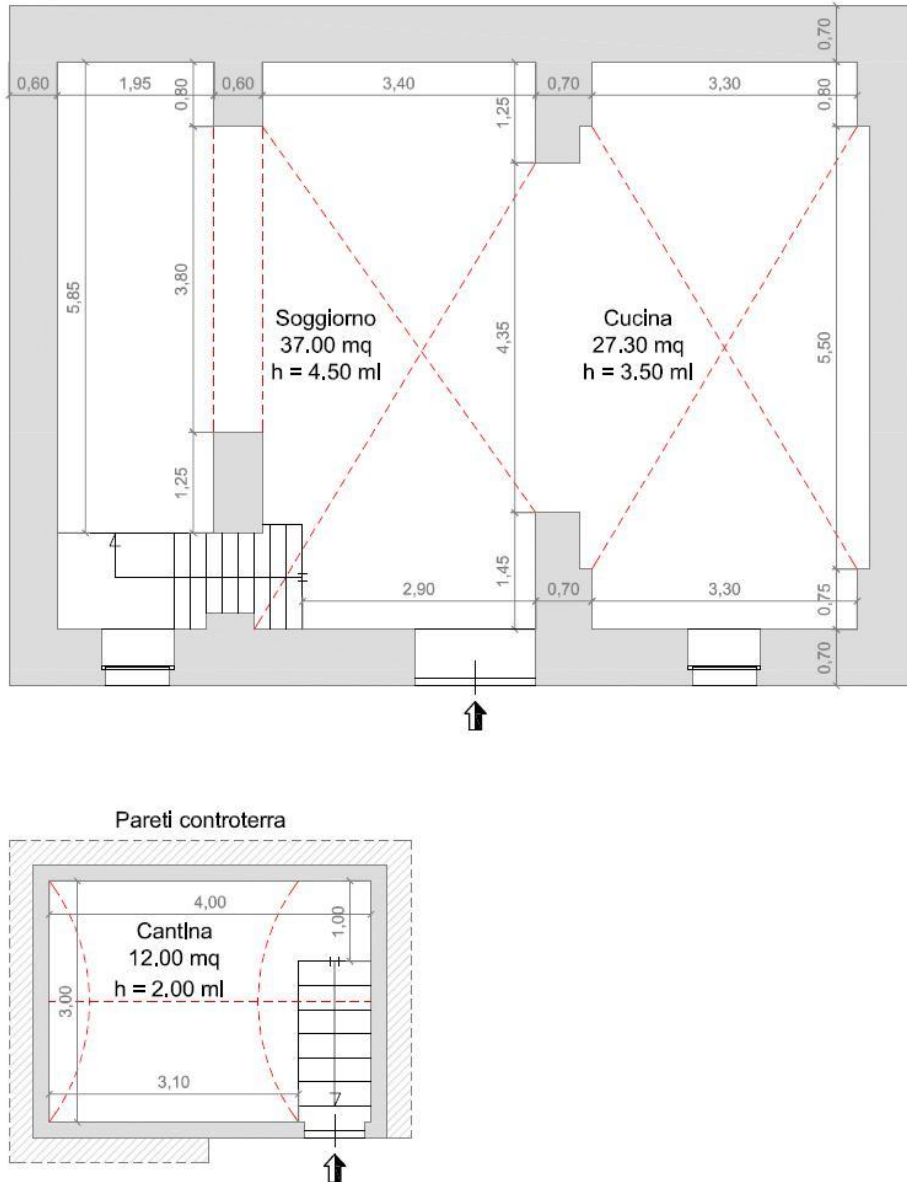 0,70
0,60
1,95
0,80
0,60
3,40
1,25
0,70
3,30
0,80
5,85
3,80
Soggiorno
37.00 mq
h = 4.50 ml
4,35
Cucina
27.30 mq
h = 3.50 ml
5,50
1,25
1,45
2,90
0,70
3,30
0,75
0,70
Pareti controterra
4,00
1,00
Cantina
12.00 mq
h = 2.00 ml
3,00
3,10